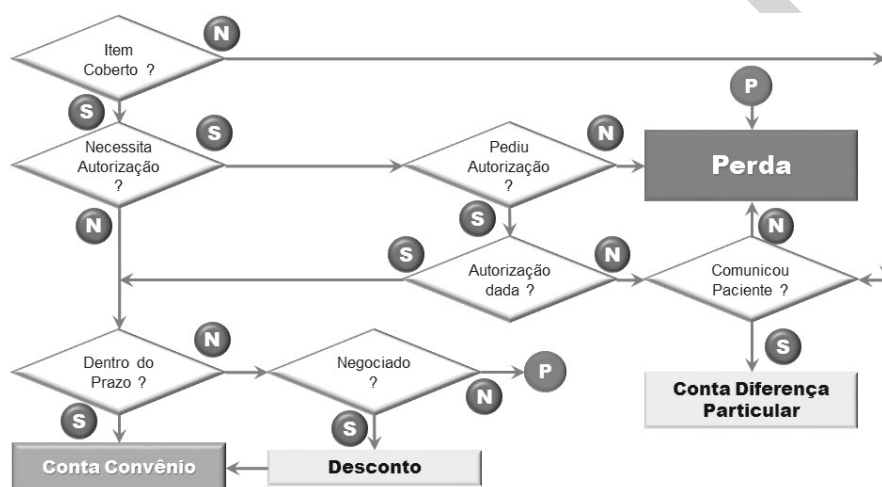 Item
Coberto ?
N
S
P
Necessita
Autorização
?
S
N
Pediu
Autorização
?
N
S
Perda
Autorização
dada ?
S
N
Comunicou
Paciente ?
N
S
Dentro do
Prazo ?
N
S
Negociado
?
N
S
P
Conta Diferença
Particular
Conta Convênio
Desconto